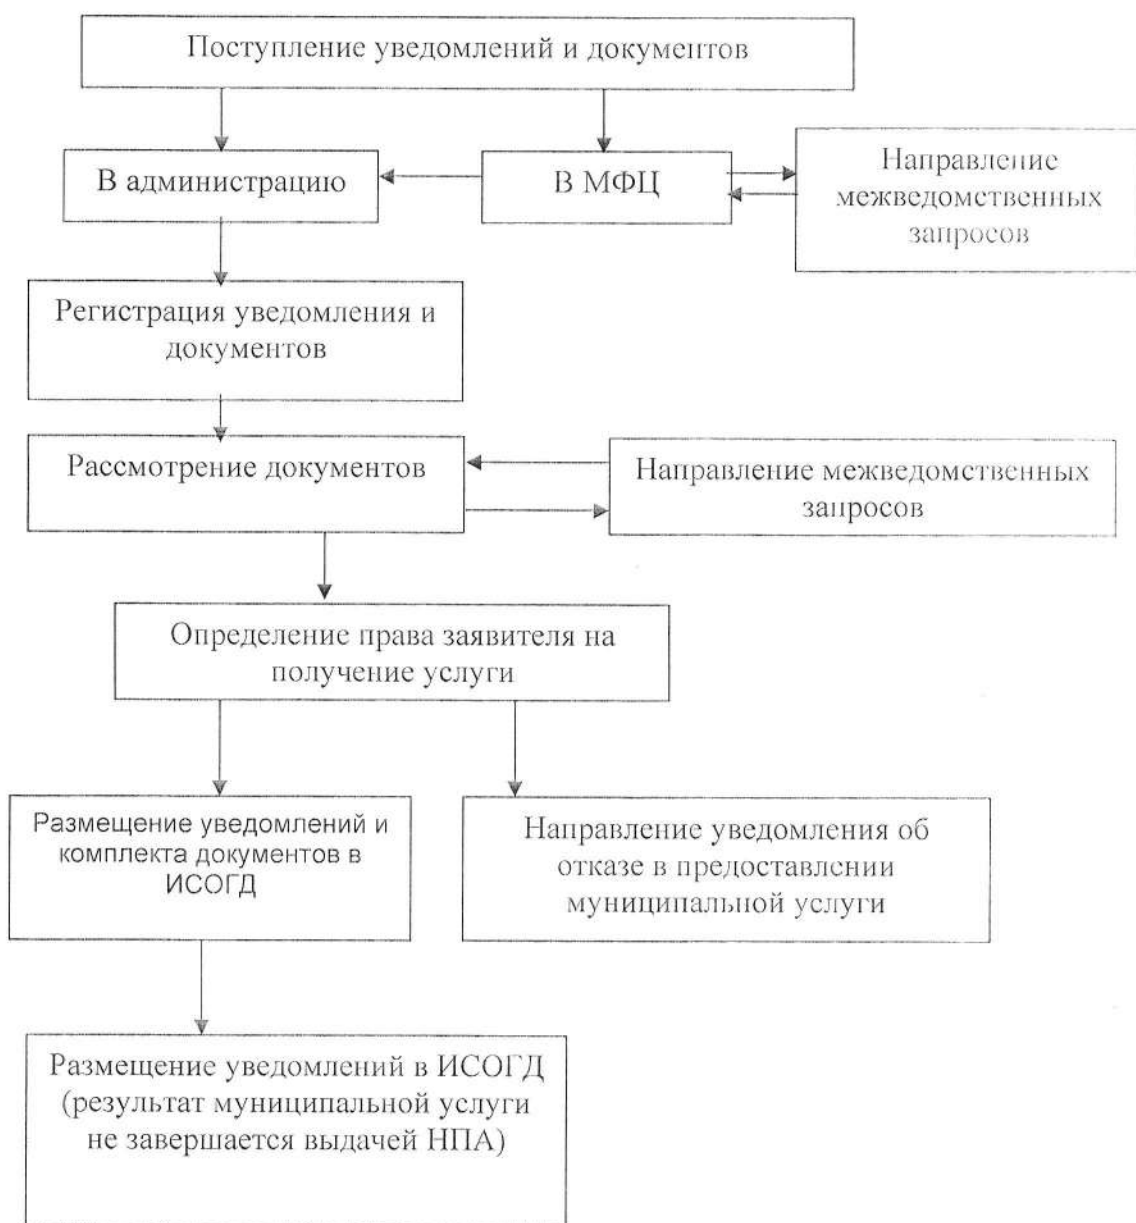 Поступление уведомлений и документов
В администрацию
В МФЦ
Направление
межведомственных
запросов
Регистрация уведомления и
документов
Рассмотрение документов
Направление межведомственных
запросов
Определение права заявителя на
получение услуги
Размещение уведомлений и
комплекта документов в
ИСОГД
Направление уведомления об
отказе в предоставлении
муниципальной услуги
Размещение уведомлений в ИСОГД
(результат муниципальной услуги
не завершается выдачей НПА)